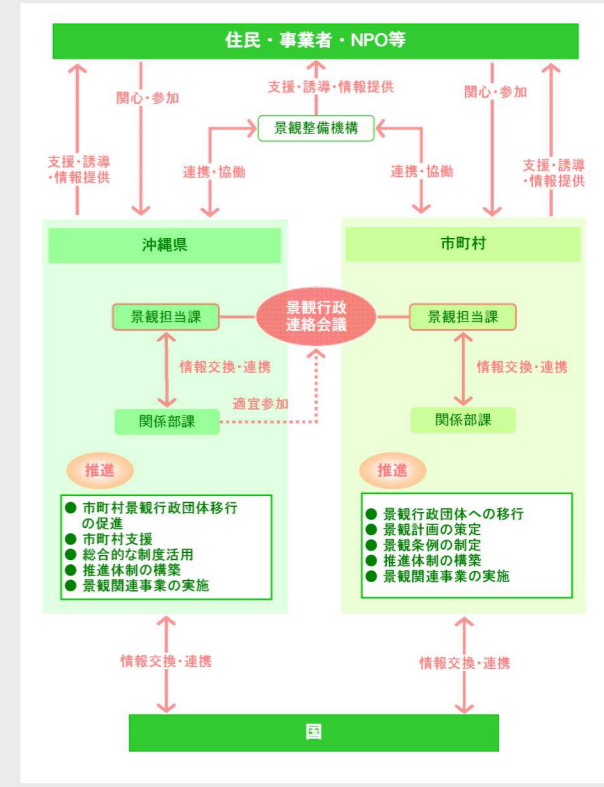 住民・事業者・NPO等
支援・誘導・情報提供
関心・参加
関心・参加
景観整備機構
支援・誘導
・情報提供
連携・協働
連携・協働
支援・誘導
・情報提供
沖縄県
市町村
景観担当課
景観行政
連絡会議
景観担当課
情報交換・連携
情報交換・連携
適宜参加
関係部課
関係部課
推進
● 市町村景観行政団体移行
の促進
● 市町村支援
● 総合的な制度活用
● 推進体制の構築
● 景観関連事業の実施
推進
● 景観行政団体への移行
● 景観計画の策定
● 景観条例の制定
● 推進体制の構築
● 景観関連事業の実施
情報交換・連携
情報交換・連携
国